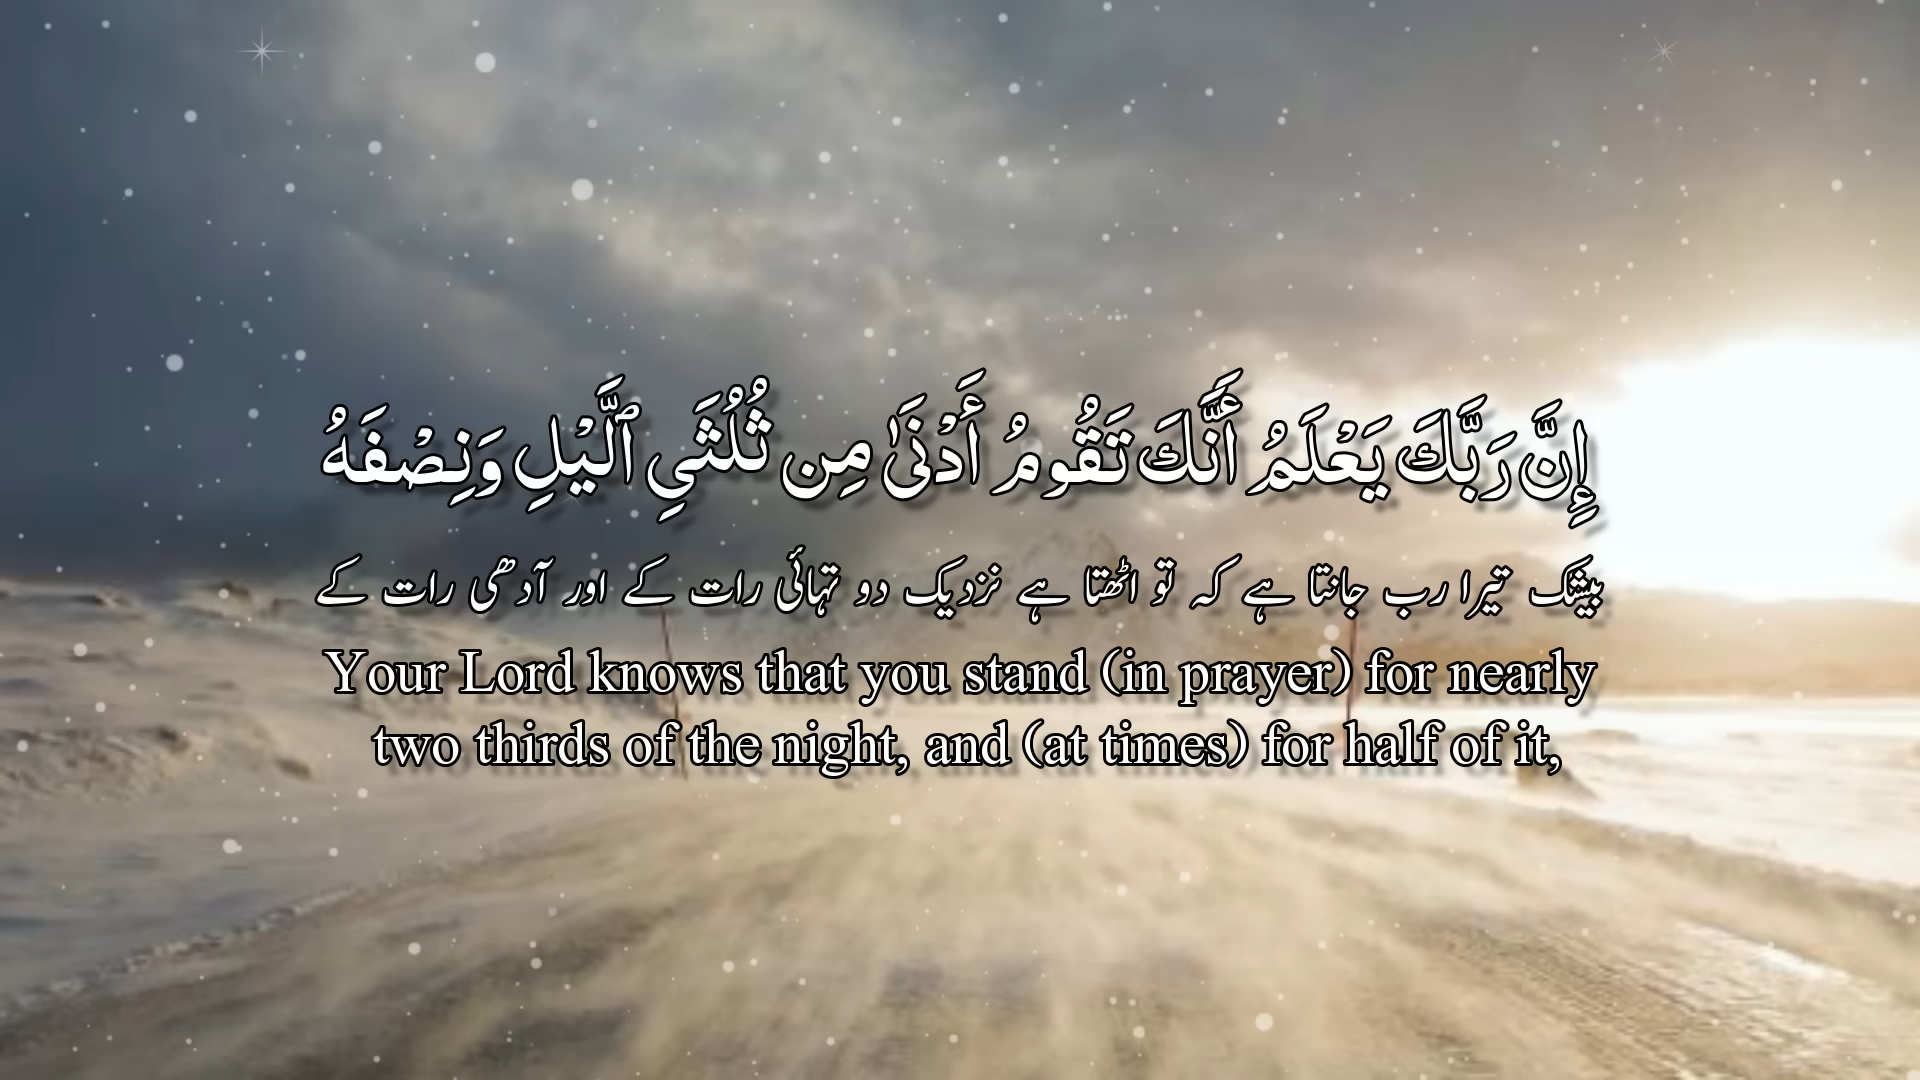 إِنَّ رَبَّكَ يَعْلَمُ أَنَّكَ تَقُومُ أَدْنَىٰ مِن ثُلُثَيِ ٱلَّيْلِ وَنِصْفَهُ
بیشک تیرا رب جانتا ہے کہ تو اٹھتا ہے نزدیک دو تہائی رات کے اور آدھی رات کے
Your Lord knows that you stand (in prayer) for nearly
two thirds of the night, and (at times) for half of it,